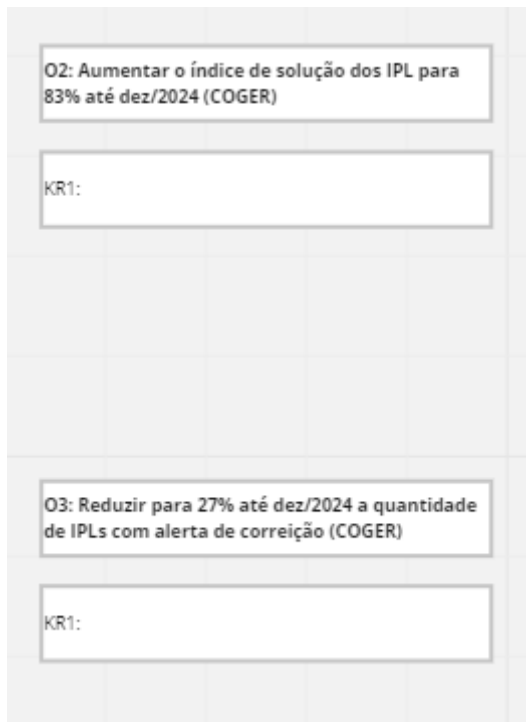 O2: Aumentar o índice de solução dos IPL para
83% até dez/2024 (COGER)
KR1:
O3: Reduzir para 27% até dez/2024 a quantidade
de IPLs com alerta de correição (COGER)
KR1: